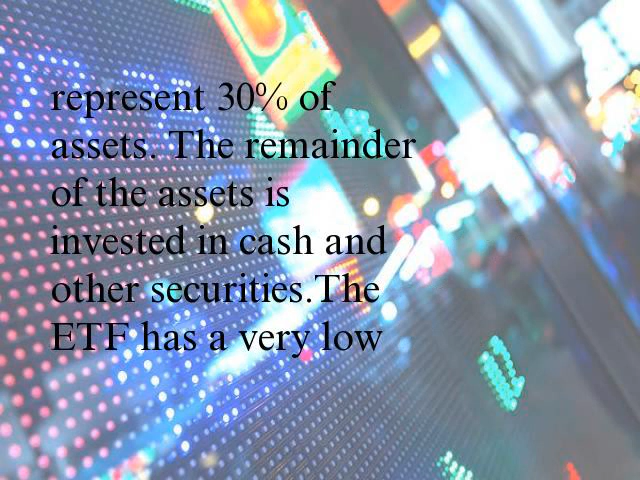 represent 30% of
assets. The remainder
of the assets is
invested in cash and
other securities.The
ETF has a very low